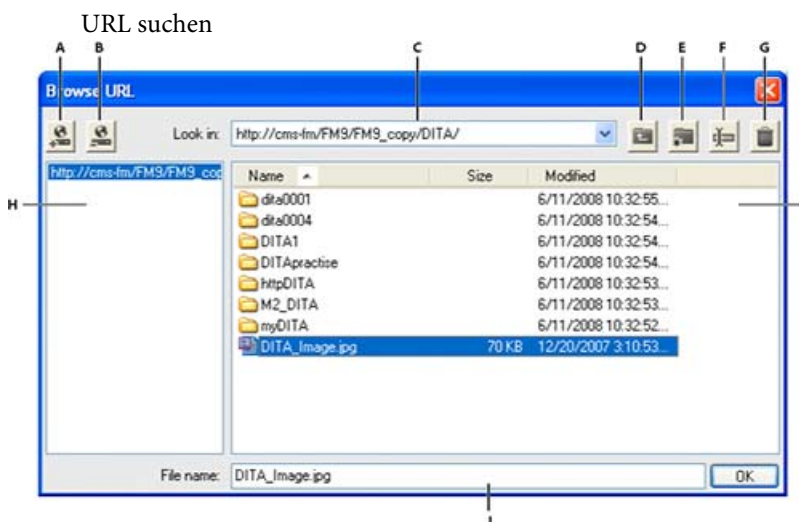 URL suchen
A B C D E F G
Browse URL
Look in: http://cms-fm/FM9/FM9_copy/DITA/
http://cms-fm/FM9/FM9_cop
Name Size Modified
dita0001 6/11/2008 10:32:55...
dita0004 6/11/2008 10:32:54...
DITA1 6/11/2008 10:32:54...
DITApractise 6/11/2008 10:32:54...
httpDITA 6/11/2008 10:32:53...
M2_DITA 6/11/2008 10:32:53...
myDITA 6/11/2008 10:32:52...
DITA_Image.jpg 70 KB 12/20/2007 3:10:53...
H
File name: DITA_Image.jpg OK